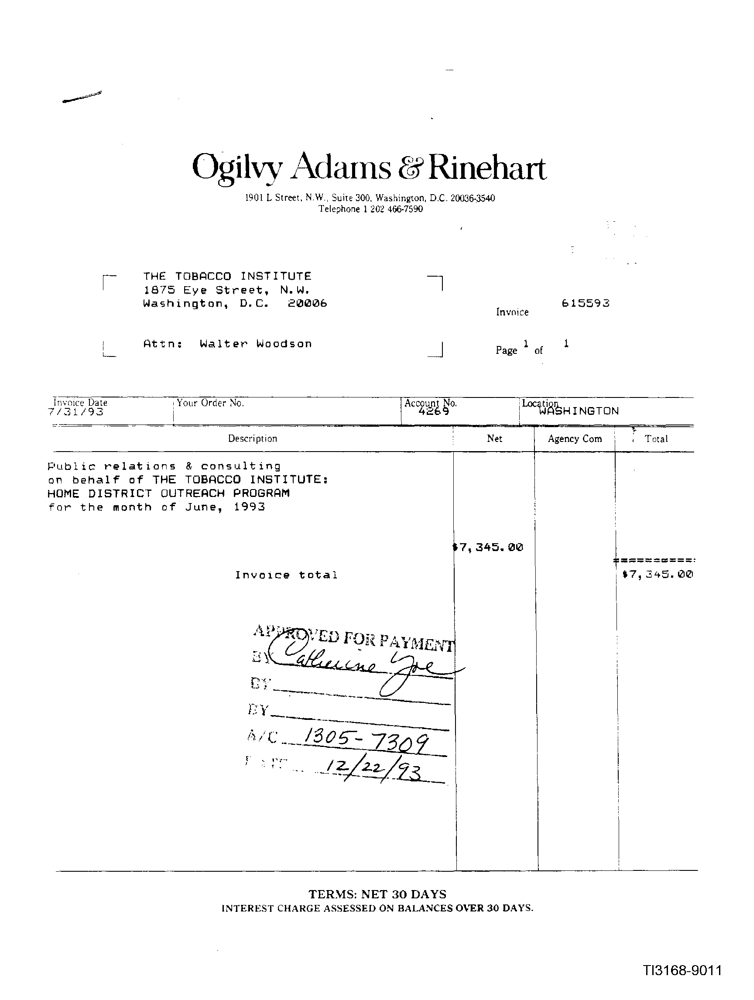 Ogilvy Adams & Rinehart
1901 L Street, N.W., Suite 300, Washington, D.C. 20036-3540
Telephone 1 202 466-7590
THE TOBACCO INSTITUTE
1875 Eye Street, N.W.
Washington, D.C. 20006
Invoice 615593
Attn: Walter Woodson
Page 1 of 1
Invoice Date Your Order No. Account No. Location
7/31/93 4269 WASHINGTON
Description Net Agency Com Total
Public relations & consulting
on behalf of THE TOBACCO INSTITUTE:
HOME DISTRICT OUTREACH PROGRAM
for the month of June, 1993
$7,345.00
==========
Invoice total $7,345.00
APPROVED FOR PAYMENT
BY Catherine Yoe
BY
BY
A/C 1305-7309
DATE 12/22/93
TERMS: NET 30 DAYS
INTEREST CHARGE ASSESSED ON BALANCES OVER 30 DAYS.
TI3168-9011